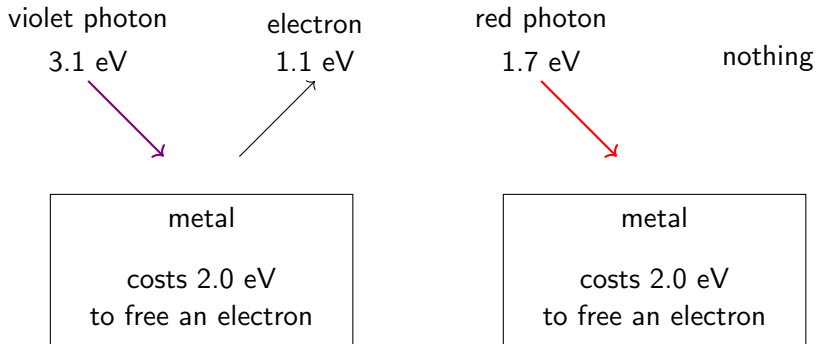 violet photon
3.1 eV
electron
1.1 eV
metal
costs 2.0 eV
to free an electron
red photon
1.7 eV
nothing
metal
costs 2.0 eV
to free an electron